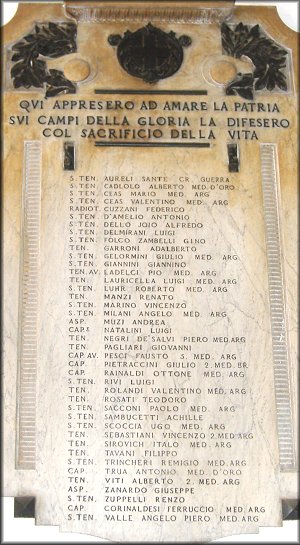 QVI APPRESERO AD AMARE LA PATRIA
SVI CAMPI DELLA GLORIA LA DIFESERO
COL SACRIFICIO DELLA VITA
S. TEN. AURELI SANTE CR. GUERRA
S. TEN. CADLOLO ALBERTO MED. D'ORO
S. TEN. CEAS MARIO MED. ARG
S. TEN. CEAS VALENTINO MED. ARG
RADIOT. CUZZANI FEDERICO
S. TEN. D'AMELIO ANTONIO
S. TEN. DELLO JOJO ALFREDO
S. TEN. DELMIRANI LUIGI
S. TEN. FOLCO ZAMBELLI GINO
TEN. GARRONI ADALBERTO
S. TEN. GELORMINI GIULIO MED. ARG
S. TEN. GIANNINI GIANNINO
TEN. AV. LADELCI PIO MED. ARG
TEN. LAURICELLA LUIGI MED. ARG
S. TEN. LUHR ROBERTO MED. ARG
TEN. MANZI RENATO
S. TEN. MARINO VINCENZO
S. TEN. MILANI ANGELO MED. ARG
ASP. MUZI ANDREA
NATALINI LUIGI
TEN. NEGRI DE' SALVI PIERO MED. ARG
TEN. PAGLIARI GIOVANNI
CAP. AV. PESCI FAUSTO 5 MED. ARG
CAP. PIETRACCINI GIULIO 2 MED. BR.
CAP. RAINALDI OTTONE MED. ARG
S. TEN. RIVI LUIGI
S. TEN. ROLANDI VALENTINO MED. ARG
TEN. ROSATI TEODORO
S. TEN. SACCONI PAOLO MED. ARG
S. TEN. SAMBUCETTI ACHILLE
S. TEN. SCOCCIA UGO MED. ARG
TEN. SEBASTIANI VINCENZO 2. MED. ARG
TEN. SIROVICH ITALO MED. ARG
TEN. TAVANI FILIPPO
S. TEN. TRINCHERI REMIGIO MED. ARG
CAP. TRUA ANTONIO MED. D'ORO
TEN. VITI ALBERTO 2. MED. ARG
ASP. ZANARDO GIUSEPPE
S. TEN. ZUPPELLI RENZO
CAP. CORINALDESI FERRUCCIO MED. ARG
S. TEN. VALLE ANGELO PIERO MED. ARG